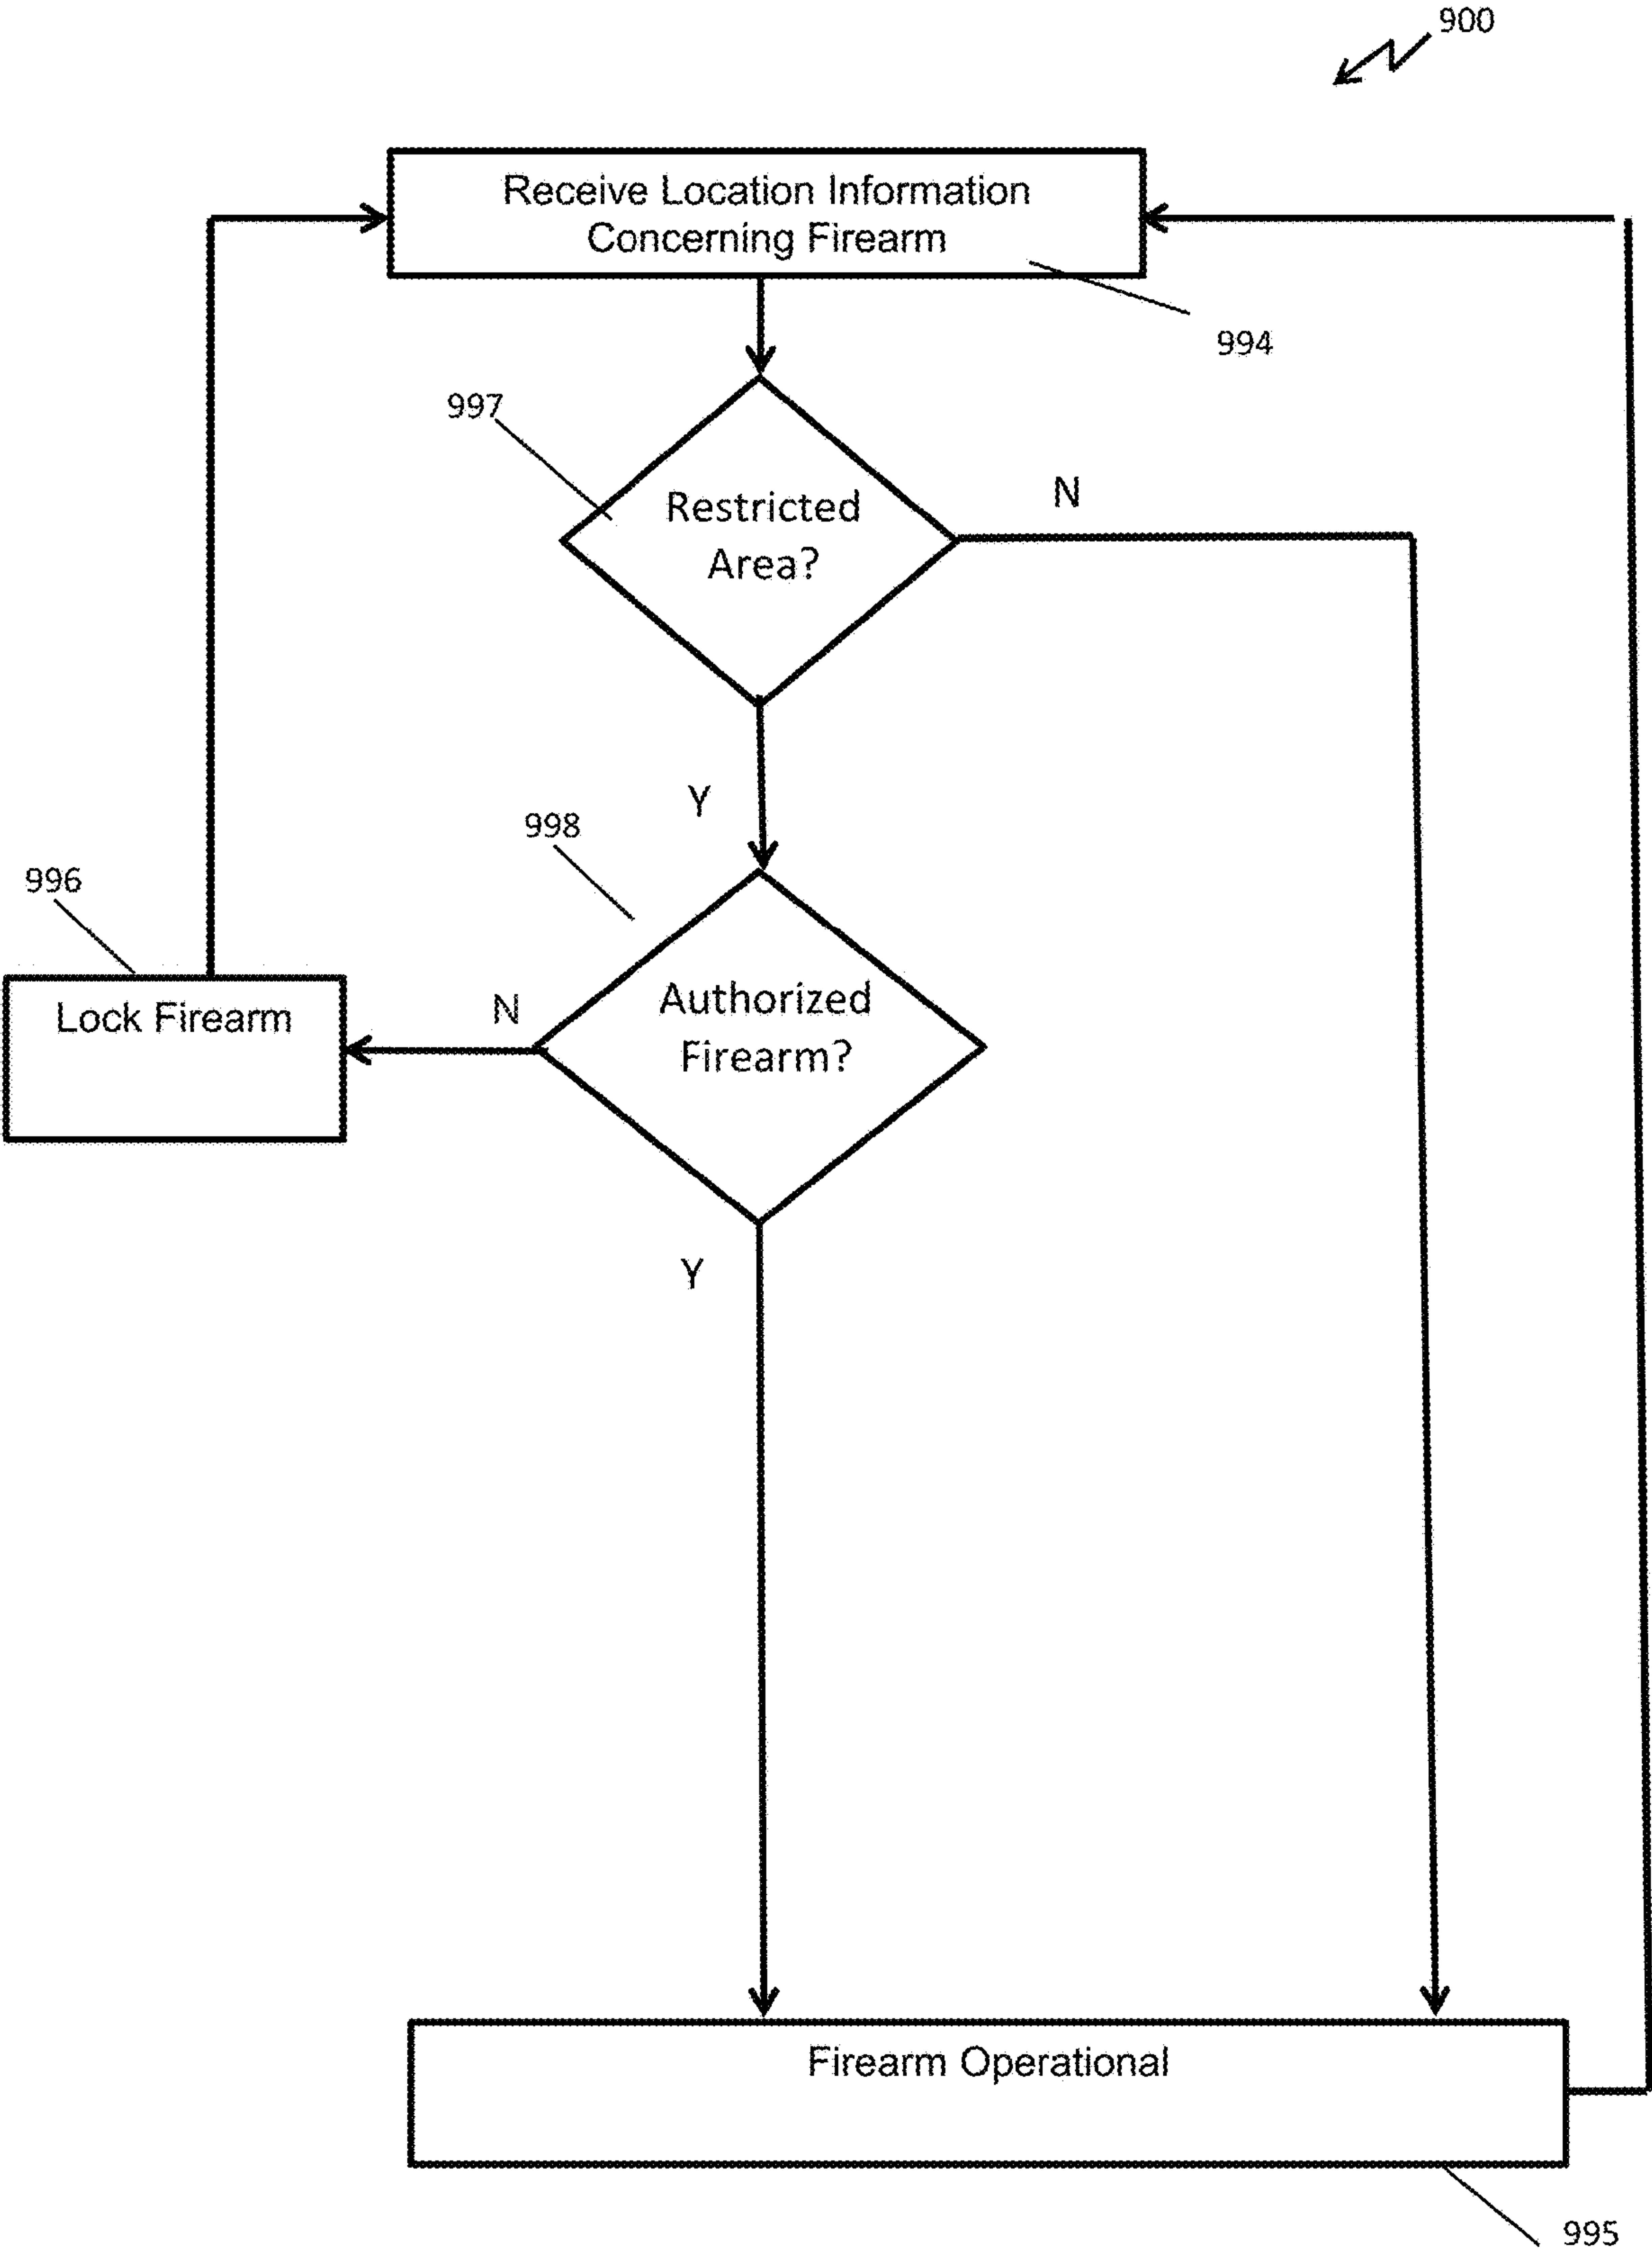 900
Receive Location Information
Concerning Firearm
994
997
Restricted
Area?
N
Y
998
996
Lock Firearm
N
Authorized
Firearm?
Y
Firearm Operational
995